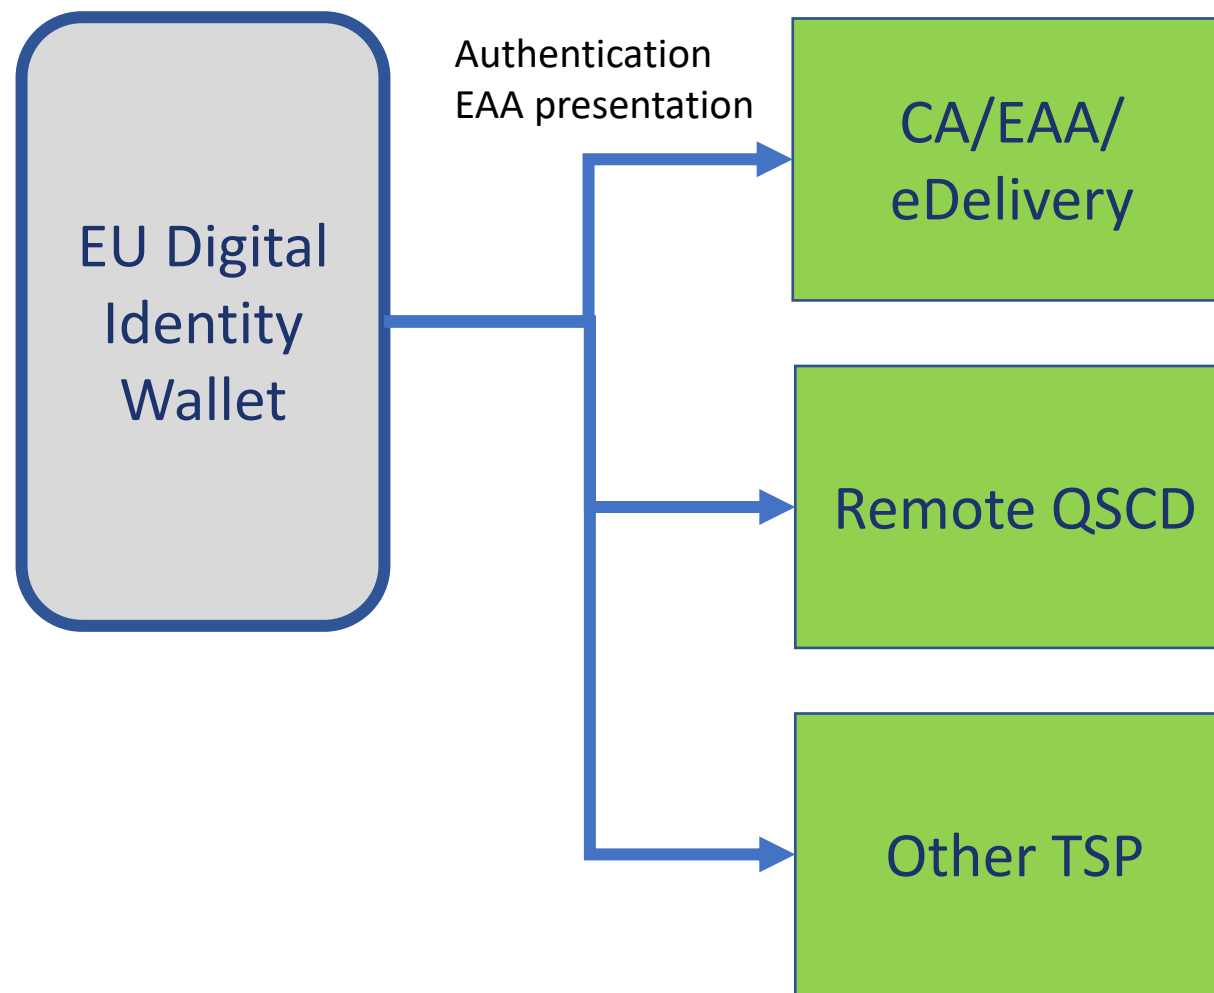 Authentication
EAA presentation
EU Digital
Identity
Wallet
CA/EAA/
eDelivery
Remote QSCD
Other TSP